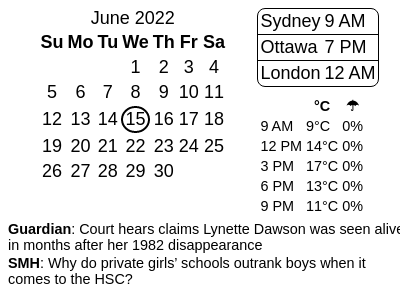 June 2022
Su Mo Tu We Th Fr Sa
1 2 3 4
5 6 7 8 9 10 11
12 13 14 15 16 17 18
19 20 21 22 23 24 25
26 27 28 29 30
Sydney 9 AM
Ottawa 7 PM
London 12 AM
°C ☂
9 AM 9°C 0%
12 PM 14°C 0%
3 PM 17°C 0%
6 PM 13°C 0%
9 PM 11°C 0%
Guardian: Court hears claims Lynette Dawson was seen alive
in months after her 1982 disappearance
SMH: Why do private girls’ schools outrank boys when it
comes to the HSC?